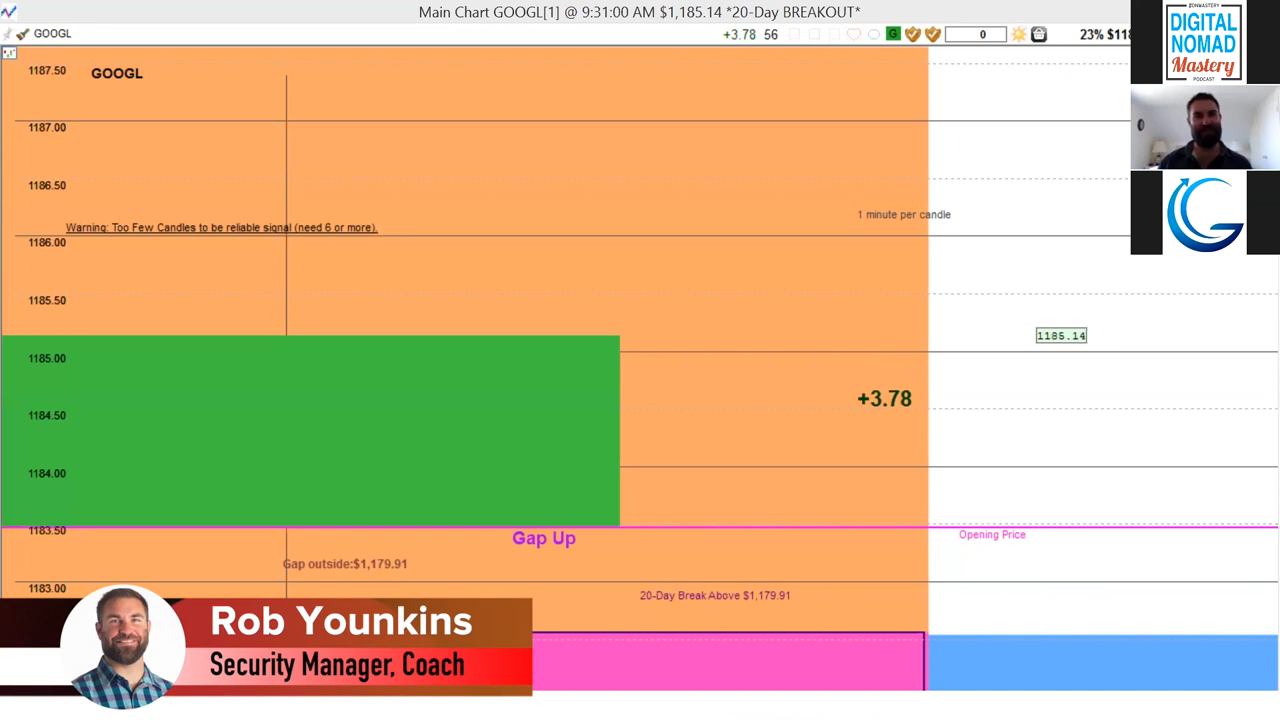 Main Chart GOOGL[1] @ 9:31:00 AM $1,185.14 *20-Day BREAKOUT*
GOOGL
+3.78 56
G
0
23% $118
DIGITAL
NOMAD
Mastery
PODCAST
1187.50
GOOGL
1187.00
1186.50
1 minute per candle
Warning: Too Few Candles to be reliable signal (need 6 or more).
1186.00
1185.50
1185.14
1185.00
+3.78
1184.50
1184.00
1183.50
Gap Up
Opening Price
Gap outside:$1,179.91
1183.00
20-Day Break Above $1,179.91
Rob Younkins
Security Manager, Coach